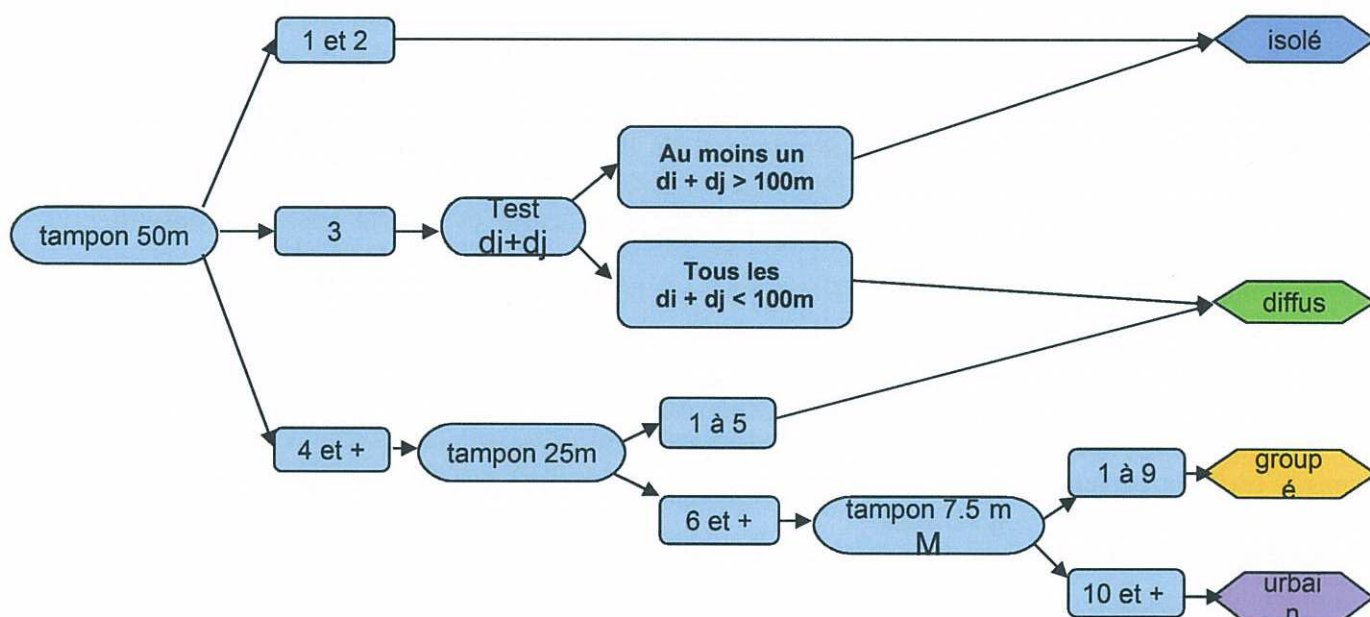 1 et 2
isolé
Au moins un
di + dj > 100m
tampon 50m
3
Test
di+dj
Tous les
di + dj < 100m
diffus
4 et +
tampon 25m
1 à 5
6 et +
tampon 7.5 m
M
1 à 9
group
é
10 et +
urbai
n